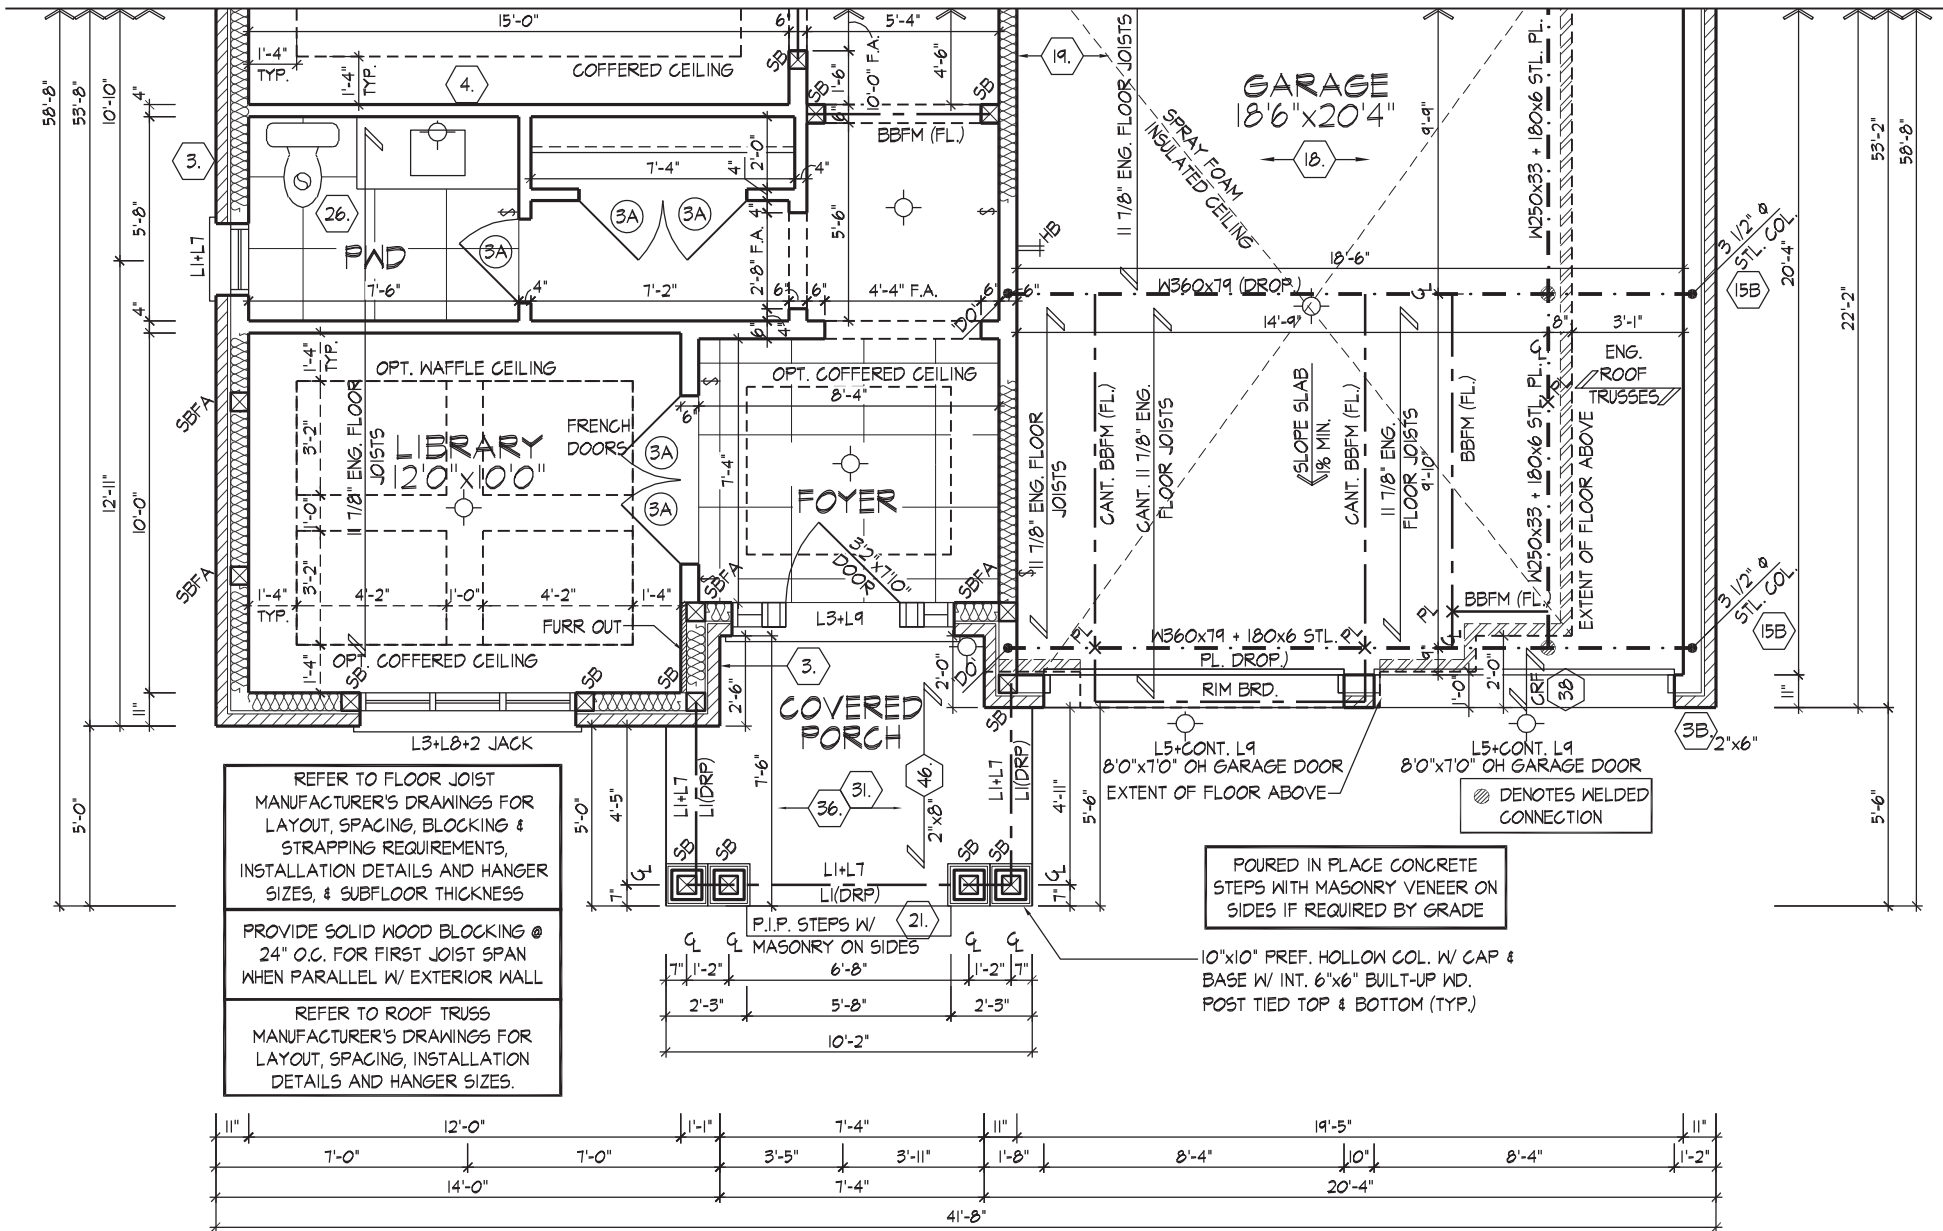 15'-0"
6"
5'-4"
1'-4"
TYP.
1'-4"
TYP.
4.
COFFERED CEILING
SB
1'-6"
10'-0" F.A.
4'-6"
SB
SB
6"
BBFM (FL.)
19.
11 7/8" ENG. FLOOR JOISTS
GARAGE
18'6"x20'4"
18.
SPRAY FOAM
INSULATED CEILING
9'-9"
W250x33 + 180x6 STL. PL.
58'-8"
53'-8"
10'-10"
4"
5'-8"
4"
3.
26.
PWD
7'-6"
3A
L1+L7
7'-4"
4"
2'-0"
4"
3A
3A
2'-8" F.A.
4"
5'-6"
4"
7'-2"
6"
6"
4'-4" F.A.
6"
6"
HB
18'-6"
W360x79 (DROP)
3 1/2" Ø
STL. COL.
15B
20'-4"
22'-2"
53'-2"
58'-8"
6"
4"
DO
14'-9"
8"
3'-1"
CL
CL
1'-4"
TYP.
OPT. WAFFLE CEILING
OPT. COFFERED CEILING
8'-4"
6"
ENG.
ROOF
TRUSSES
PL
SBFA
3'-2"
11 7/8" ENG. FLOOR
JOISTS
LIBRARY
12'0"x10'0"
FRENCH
DOORS
3A
3A
7'-4"
FOYER
3'2"x7'10"
DOOR
11 7/8" ENG. FLOOR
JOISTS
CANT. BBFM (FL.)
CANT. 11 7/8" ENG.
FLOOR JOISTS
SLOPE SLAB
1% MIN.
CANT. BBFM (FL.)
11 7/8" ENG.
FLOOR JOISTS
9'-10"
BBFM (FL.)
W250x33 + 180x6 STL. PL.
EXTENT OF FLOOR ABOVE
12'-11"
10'-0"
1'-0"
SBFA
3'-2"
1'-4"
TYP.
4'-2"
1'-0"
4'-2"
1'-4"
SBFA
SBFA
L3+L9
FURR OUT
OPT. COFFERED CEILING
1'-4"
SB
SB
SB
3.
2'-6"
2'-0"
DO
PL
W360x79 + 180x6 STL.
PL. DROP.)
PL
PL
BBFM (FL.)
CL
9"
3 1/2" Ø
STL. COL.
15B
RIM BRD.
1'-0"
2'-0"
CRF
38
11"
11"
L3+L8+2 JACK
COVERED
PORCH
SB
7'-6"
L1+L7
L1(DRP)
36.
31.
46.
2"x8"
L1+L7
L1(DRP)
L5+CONT. L9
8'0"x7'0" OH GARAGE DOOR
EXTENT OF FLOOR ABOVE
L5+CONT. L9
8'0"x7'0" OH GARAGE DOOR
3B.
2"x6"
DENOTES WELDED
CONNECTION
5'-0"
5'-0"
4'-5"
4'-11"
5'-6"
5'-6"
REFER TO FLOOR JOIST
MANUFACTURER'S DRAWINGS FOR
LAYOUT, SPACING, BLOCKING &
STRAPPING REQUIREMENTS,
INSTALLATION DETAILS AND HANGER
SIZES, & SUBFLOOR THICKNESS
CL
7"
SB
SB
L1+L7
L1(DRP)
SB
SB
CL
7"
POURED IN PLACE CONCRETE
STEPS WITH MASONRY VENEER ON
SIDES IF REQUIRED BY GRADE
P.I.P. STEPS W/
MASONRY ON SIDES
21.
PROVIDE SOLID WOOD BLOCKING @
24" O.C. FOR FIRST JOIST SPAN
WHEN PARALLEL W/ EXTERIOR WALL
CL
CL
CL
CL
7"
1'-2"
6'-8"
1'-2"
7"
10"x10" PREF. HOLLOW COL. W/ CAP &
BASE W/ INT. 6"x6" BUILT-UP WD.
POST TIED TOP & BOTTOM (TYP.)
2'-3"
5'-8"
2'-3"
10'-2"
REFER TO ROOF TRUSS
MANUFACTURER'S DRAWINGS FOR
LAYOUT, SPACING, INSTALLATION
DETAILS AND HANGER SIZES.
11"
12'-0"
1'-1"
7'-4"
11"
19'-5"
11"
7'-0"
7'-0"
3'-5"
3'-11"
1'-8"
8'-4"
10"
8'-4"
1'-2"
14'-0"
7'-4"
20'-4"
41'-8"